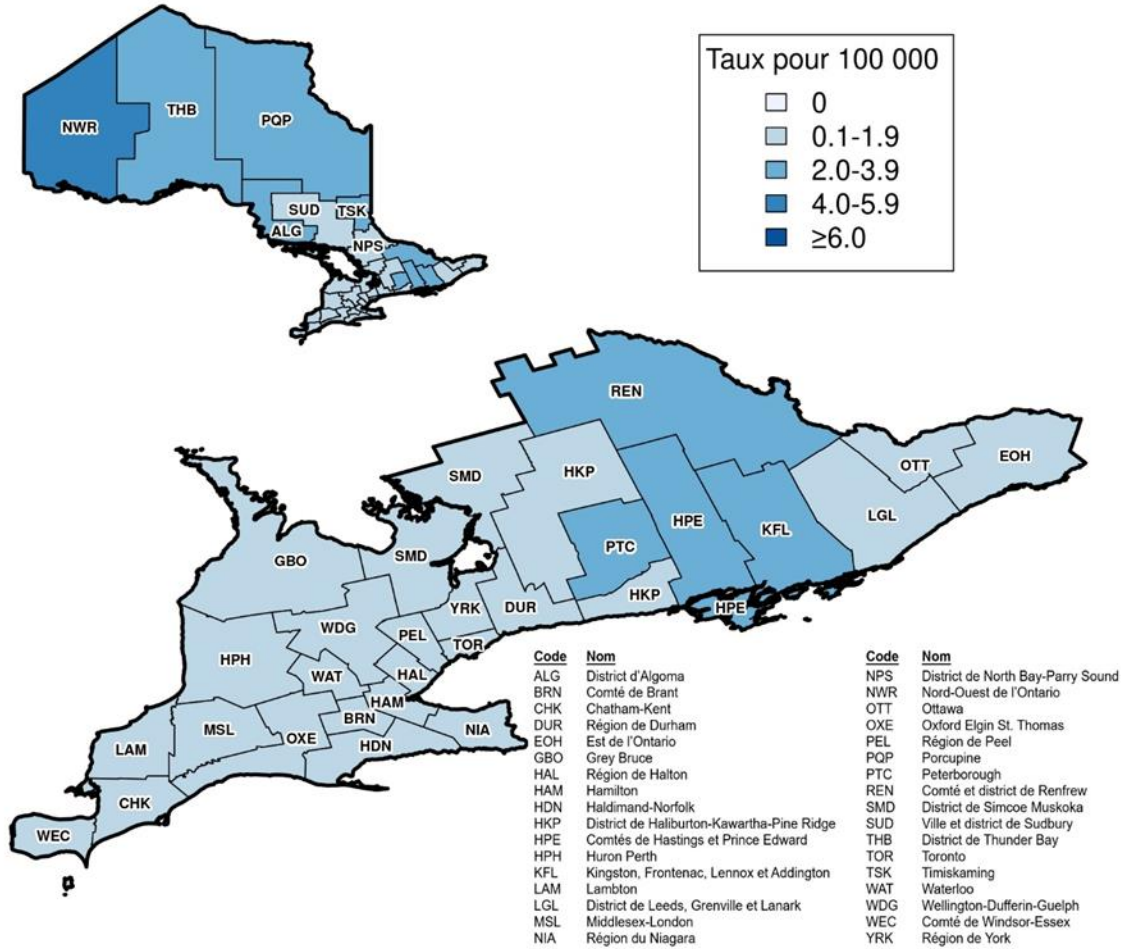 Taux pour 100 000
0
0.1-1.9
2.0-3.9
4.0-5.9
≥6.0
NWR
THB
PQP
SUD
TSK
ALG
NPS
REN
SMD
HKP
OTT
EOH
LGL
HPE
KFL
PTC
GBO
SMD
HKP
HPE
YRK
DUR
WDG
PEL
TOR
HPH
WAT
HAL
HAM
BRN
MSL
OXE
HDN
NIA
LAM
CHK
WEC
Code Nom
ALG District d'Algoma
BRN Comté de Brant
CHK Chatham-Kent
DUR Région de Durham
EOH Est de l'Ontario
GBO Grey Bruce
HAL Région de Halton
HAM Hamilton
HDN Haldimand-Norfolk
HKP District de Haliburton-Kawartha-Pine Ridge
HPE Comtés de Hastings et Prince Edward
HPH Huron Perth
KFL Kingston, Frontenac, Lennox et Addington
LAM Lambton
LGL District de Leeds, Grenville et Lanark
MSL Middlesex-London
NIA Région du Niagara
Code Nom
NPS District de North Bay-Parry Sound
NWR Nord-Ouest de l'Ontario
OTT Ottawa
OXE Oxford Elgin St. Thomas
PEL Région de Peel
PQP Porcupine
PTC Peterborough
REN Comté et district de Renfrew
SMD District de Simcoe Muskoka
SUD Ville et district de Sudbury
THB District de Thunder Bay
TOR Toronto
TSK Timiskaming
WAT Waterloo
WDG Wellington-Dufferin-Guelph
WEC Comté de Windsor-Essex
YRK Région de York